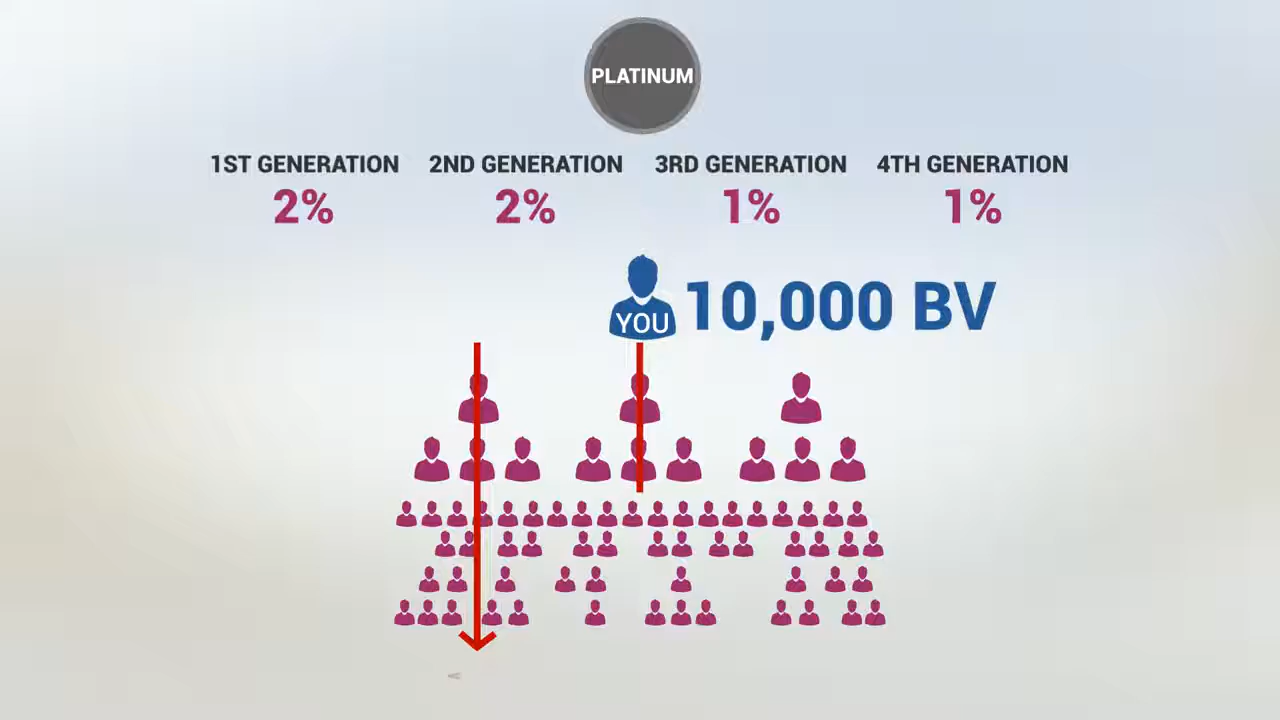 PLATINUM
1ST GENERATION 2ND GENERATION 3RD GENERATION 4TH GENERATION
2% 2% 1% 1%
YOU 10,000 BV